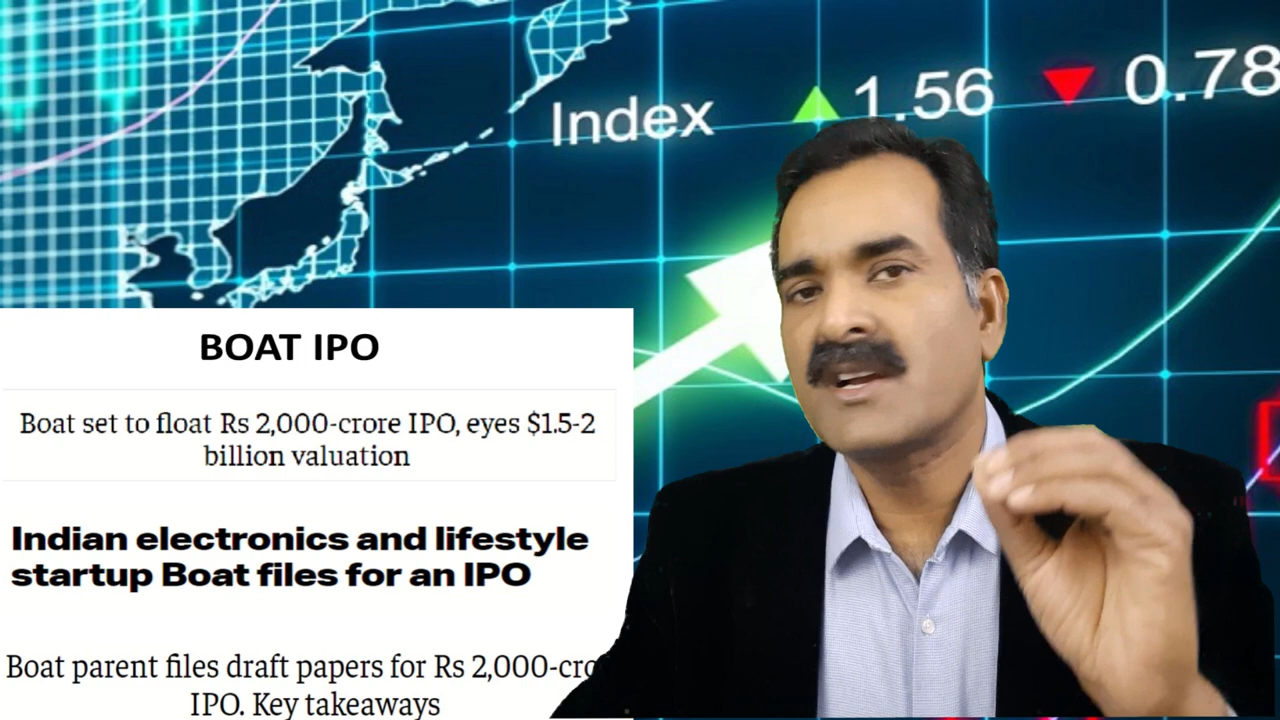 Index 1.56 0.78
BOAT IPO
Boat set to float Rs 2,000-crore IPO, eyes $1.5-2
billion valuation
Indian electronics and lifestyle
startup Boat files for an IPO
Boat parent files draft papers for Rs 2,000-cro
IPO. Key takeaways